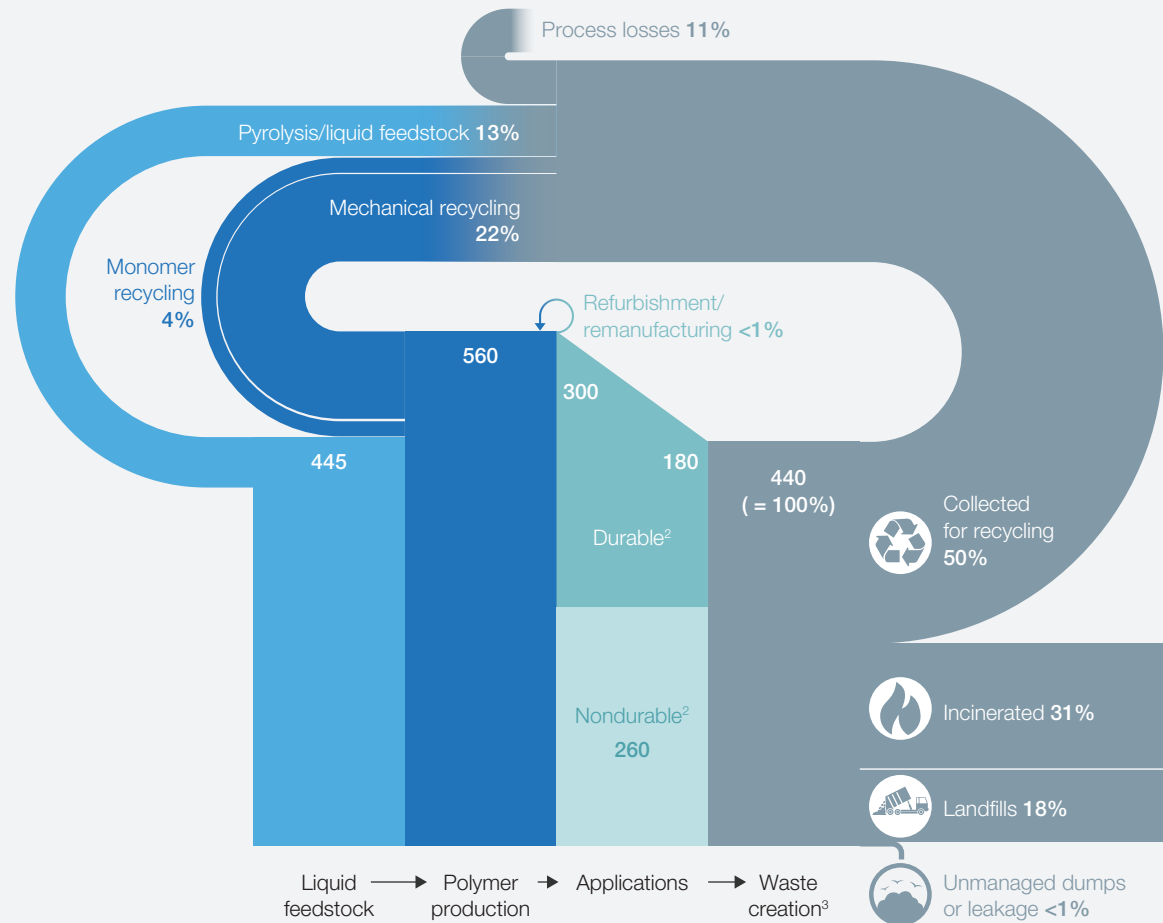 Process losses 11%
Pyrolysis/liquid feedstock 13%
Mechanical recycling
22%
Monomer
recycling
4%
Refurbishment/
remanufacturing <1%
560
300
445
180
440
( = 100%)
Collected
for recycling
50%
Durable²
Nondurable²
260
Incinerated 31%
Landfills 18%
Liquid
feedstock
Polymer
production
Applications
Waste
creation³
Unmanaged dumps
or leakage <1%